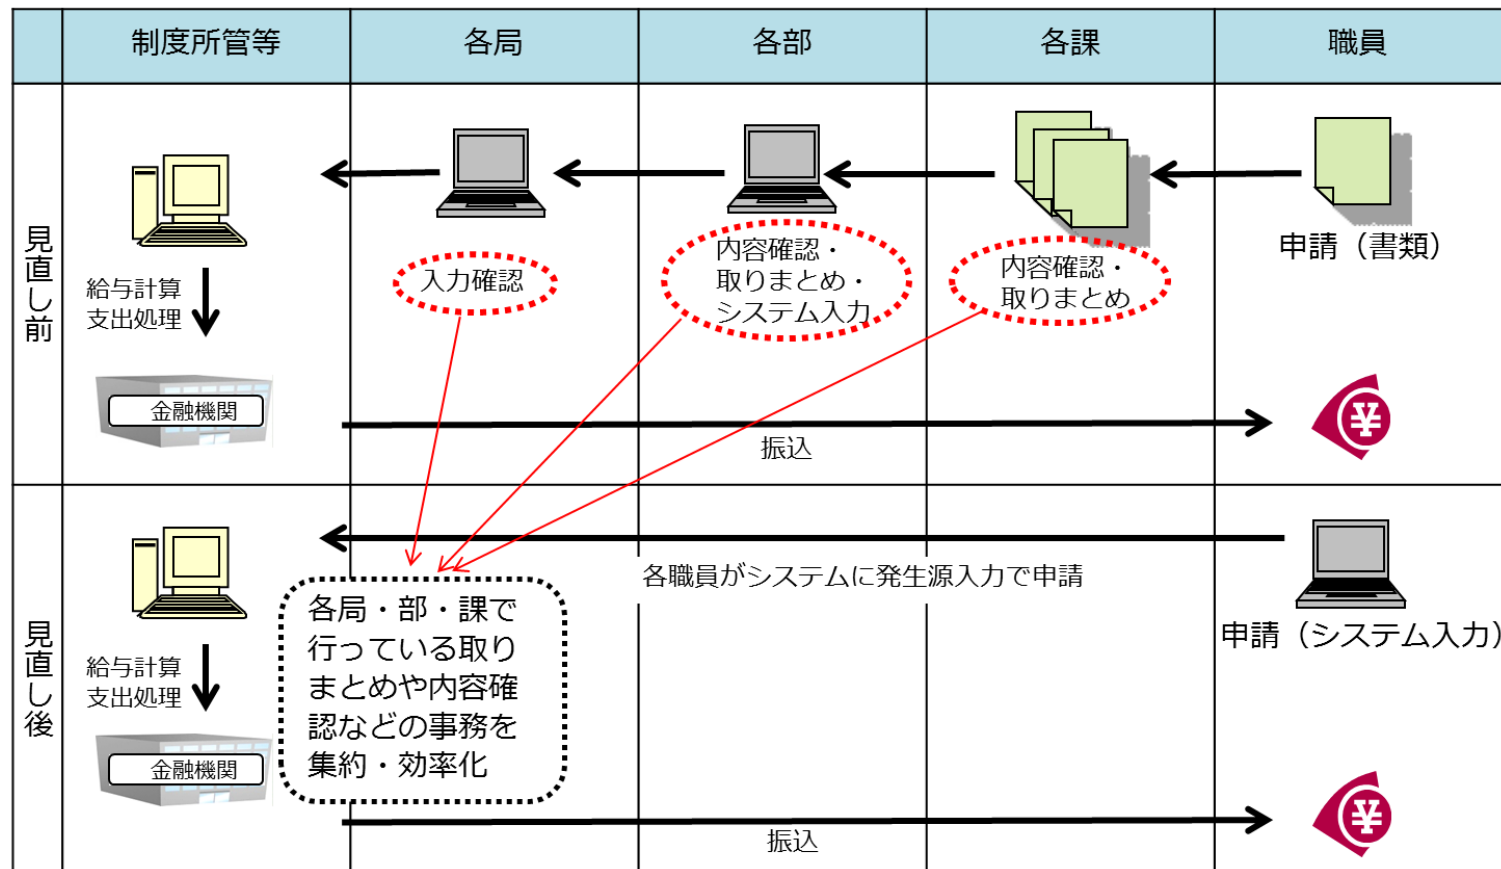 制度所管等
各局
各部
各課
職員
見直し前
申請（書類）
内容確認・
取りまとめ
内容確認・
取りまとめ・
システム入力
入力確認
給与計算
支出処理
金融機関
振込
見直し後
申請（システム入力）
各職員がシステムに発生源入力で申請
各局・部・課で
行っている取り
まとめや内容確
認などの事務を
集約・効率化
給与計算
支出処理
金融機関
振込